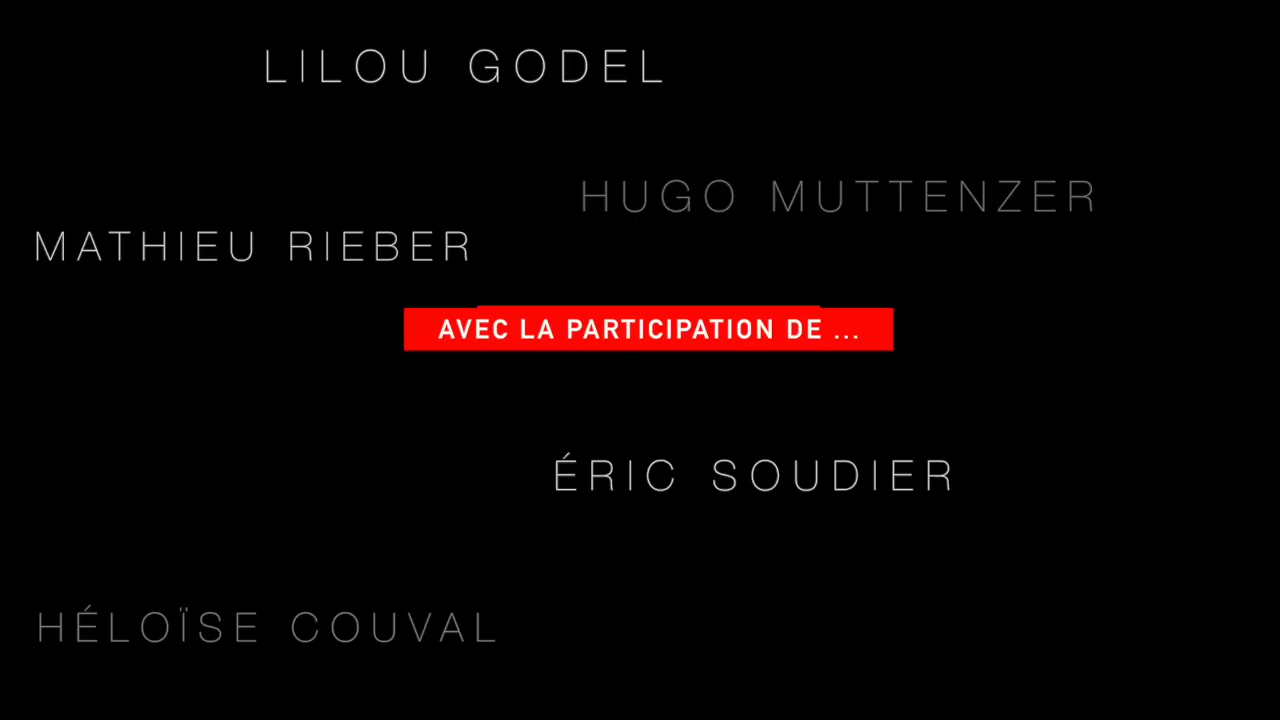 LILOU GODEL
HUGO MUTTENZER
MATHIEU RIEBER
AVEC LA PARTICIPATION DE ...
ÉRIC SOUDIER
HÉLOÏSE COUVAL